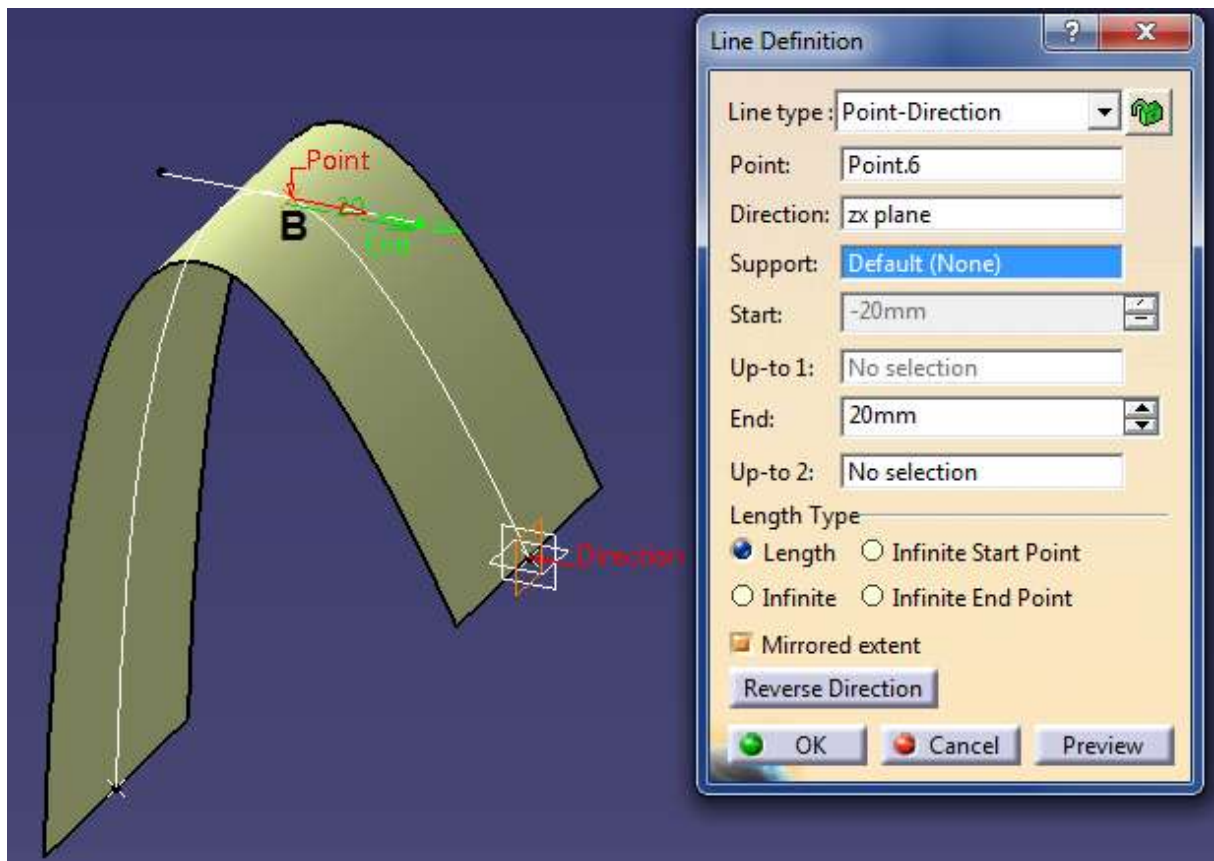 Line Definition
?
X
Line type : Point-Direction
Point: Point.6
Direction: zx plane
Support: Default (None)
Start: -20mm
Up-to 1: No selection
End: 20mm
Up-to 2: No selection
Length Type
Length
Infinite Start Point
Infinite
Infinite End Point
Mirrored extent
Reverse Direction
OK
Cancel
Preview
Point
B
20
End
Direction